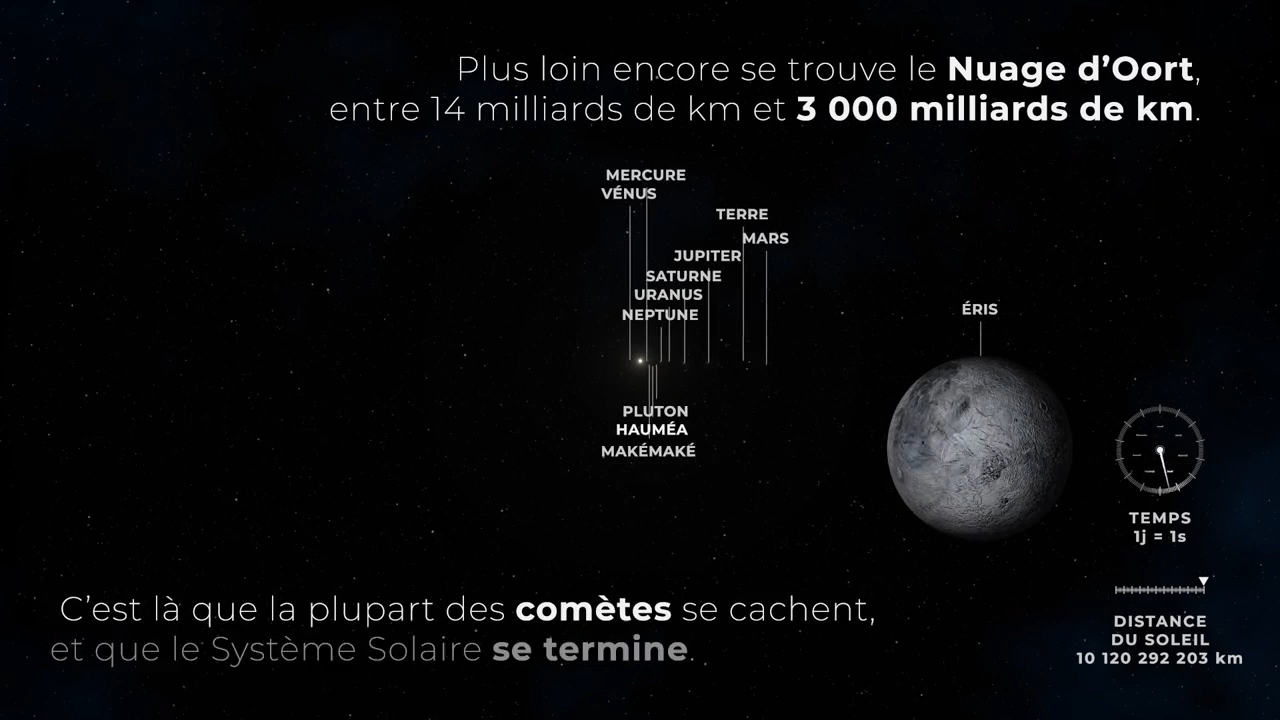 Plus loin encore se trouve le Nuage d’Oort,
entre 14 milliards de km et 3 000 milliards de km.
MERCURE
VÉNUS
TERRE
MARS
JUPITER
SATURNE
URANUS
NEPTUNE
ÉRIS
PLUTON
HAUMÉA
MAKÉMAKÉ
TEMPS
1j = 1s
C’est là que la plupart des comètes se cachent,
et que le Système Solaire se termine.
DISTANCE
DU SOLEIL
10 120 292 203 km